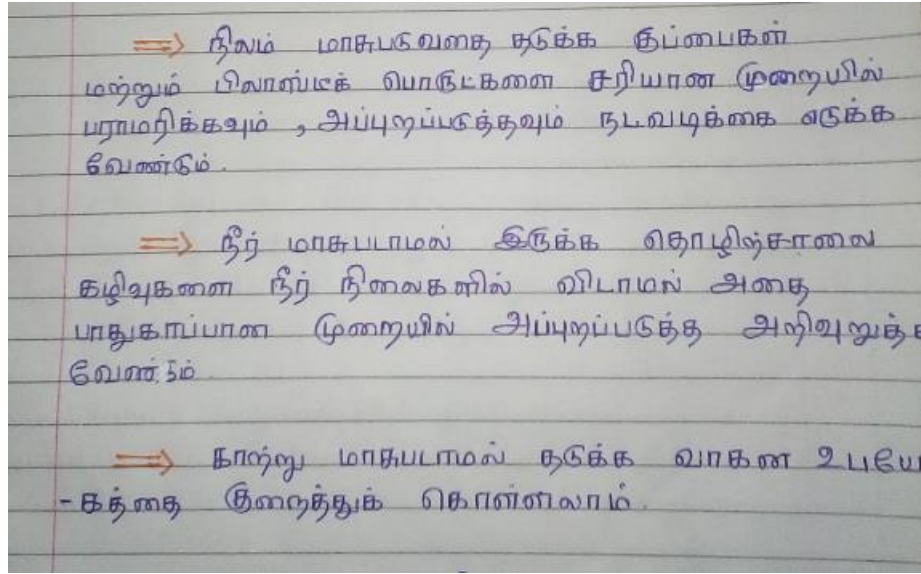 ⇒ நிலம் மாசுபடுவதை தடுக்க குப்பைகள்
மற்றும் பிலாஸ்டிக் பொருட்களை சரியான முறையில்
பராமரிக்கவும் , அப்புறப்படுத்தவும் நடவடிக்கை எடுக்க
வேண்டும்.
⇒ நீர் மாசுபடாமல் இருக்க தொழிற்சாலை
கழிவுகளை நீர் நிலைகளில் விடாமல் அதை
பாதுகாப்பான முறையில் அப்புறப்படுத்த அறிவுறுத்த
வேண்டும்
⇒ காற்று மாசுபடாமல் தடுக்க வாகன உபயோ
-கத்தை குறைத்துக் கொள்ளலாம்.